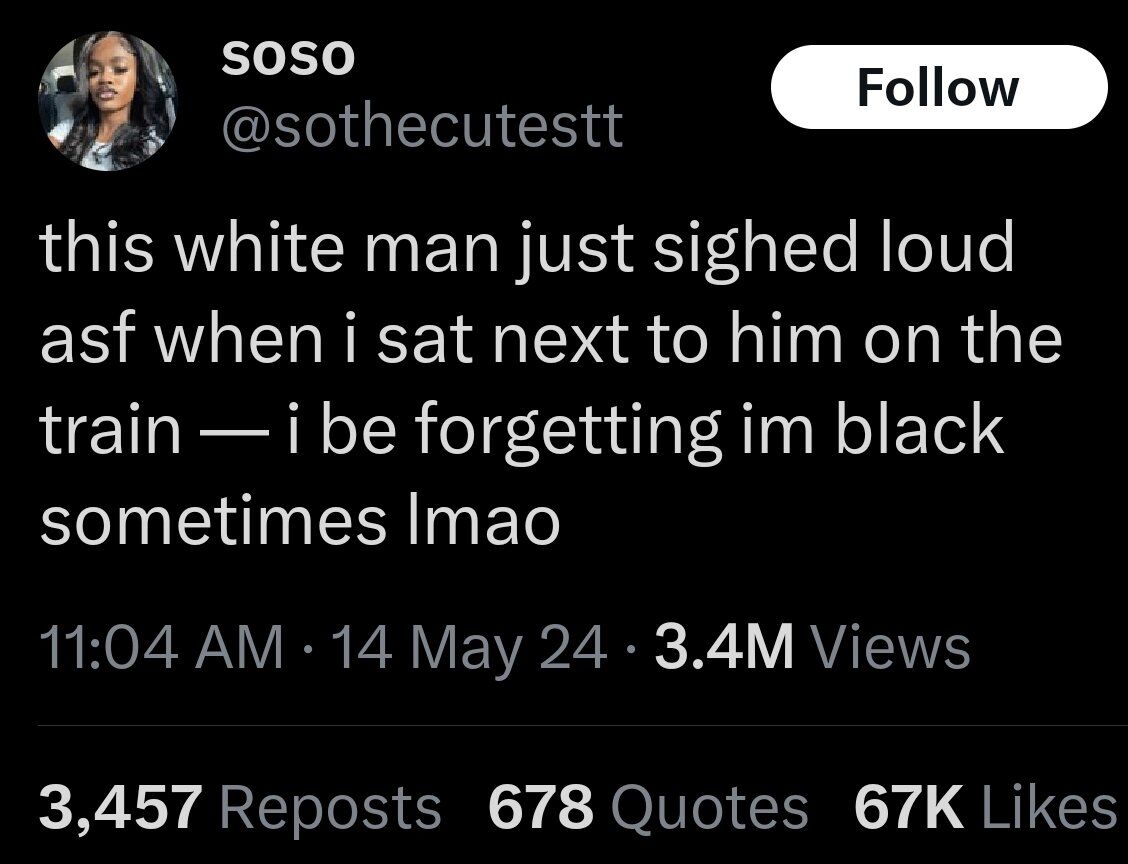 soso
@sothecutestt
Follow
this white man just sighed loud
asf when i sat next to him on the
train — i be forgetting im black
sometimes lmao
11:04 AM · 14 May 24 · 3.4M Views
3,457 Reposts 678 Quotes 67K Likes